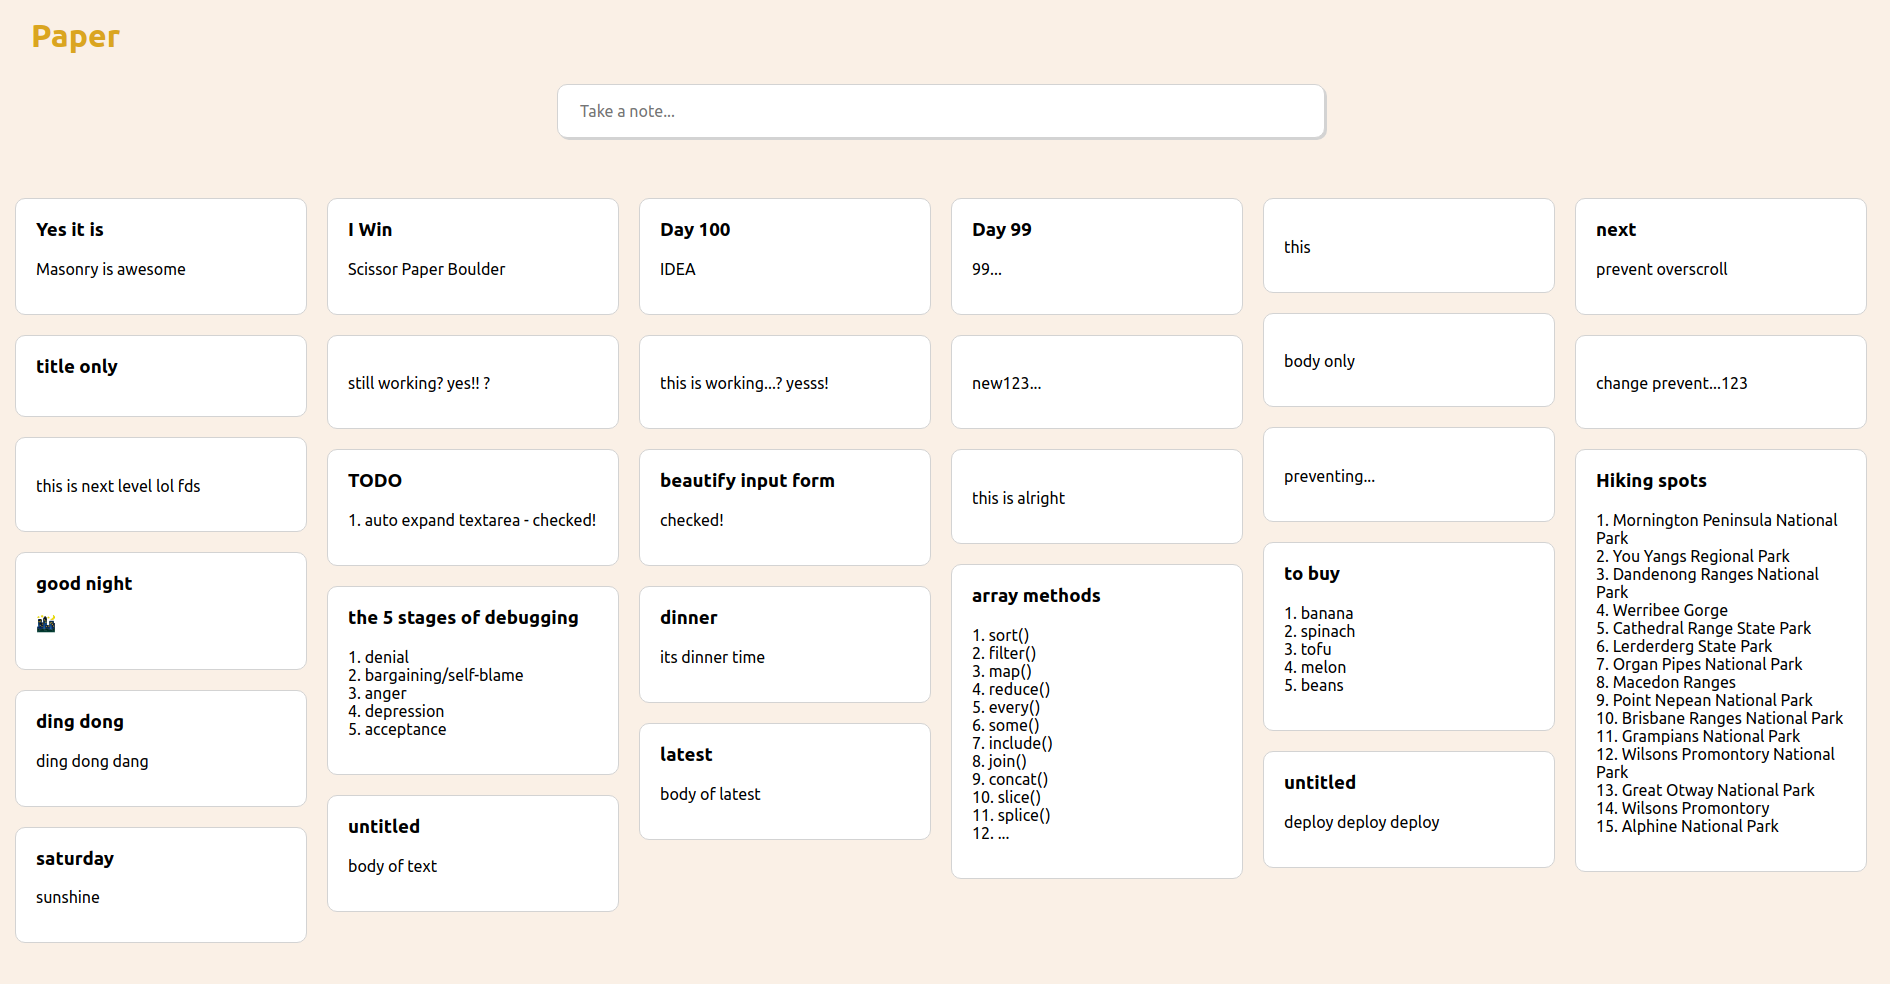 Paper
Take a note...
Yes it is
Masonry is awesome
title only
this is next level lol fds
good night
ding dong
ding dong dang
saturday
sunshine
I Win
Scissor Paper Boulder
still working? yes!! ?
TODO
1. auto expand textarea - checked!
the 5 stages of debugging
1. denial
2. bargaining/self-blame
3. anger
4. depression
5. acceptance
untitled
body of text
Day 100
IDEA
this is working...? yesss!
beautify input form
checked!
dinner
its dinner time
latest
body of latest
Day 99
99...
new123...
this is alright
array methods
1. sort()
2. filter()
3. map()
4. reduce()
5. every()
6. some()
7. include()
8. join()
9. concat()
10. slice()
11. splice()
12. ...
this
body only
preventing...
to buy
1. banana
2. spinach
3. tofu
4. melon
5. beans
untitled
deploy deploy deploy
next
prevent overscroll
change prevent...123
Hiking spots
1. Mornington Peninsula National
Park
2. You Yangs Regional Park
3. Dandenong Ranges National
Park
4. Werribee Gorge
5. Cathedral Range State Park
6. Lerderderg State Park
7. Organ Pipes National Park
8. Macedon Ranges
9. Point Nepean National Park
10. Brisbane Ranges National Park
11. Grampians National Park
12. Wilsons Promontory National
Park
13. Great Otway National Park
14. Wilsons Promontory
15. Alphine National Park